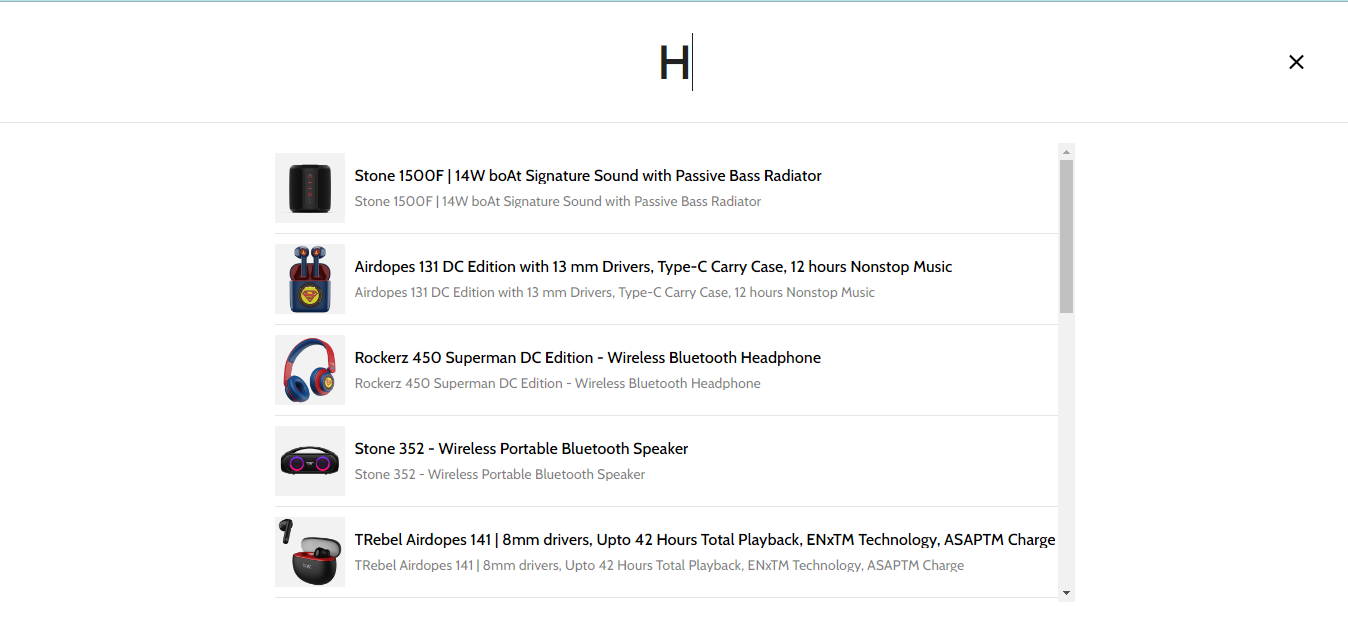 H
Stone 1500F | 14W boAt Signature Sound with Passive Bass Radiator
Stone 1500F | 14W boAt Signature Sound with Passive Bass Radiator
Airdopes 131 DC Edition with 13 mm Drivers, Type-C Carry Case, 12 hours Nonstop Music
Airdopes 131 DC Edition with 13 mm Drivers, Type-C Carry Case, 12 hours Nonstop Music
Rockerz 450 Superman DC Edition - Wireless Bluetooth Headphone
Rockerz 450 Superman DC Edition - Wireless Bluetooth Headphone
Stone 352 - Wireless Portable Bluetooth Speaker
Stone 352 - Wireless Portable Bluetooth Speaker
TRebel Airdopes 141 | 8mm drivers, Upto 42 Hours Total Playback, ENxTM Technology, ASAPTM Charge
TRebel Airdopes 141 | 8mm drivers, Upto 42 Hours Total Playback, ENxTM Technology, ASAPTM Charge